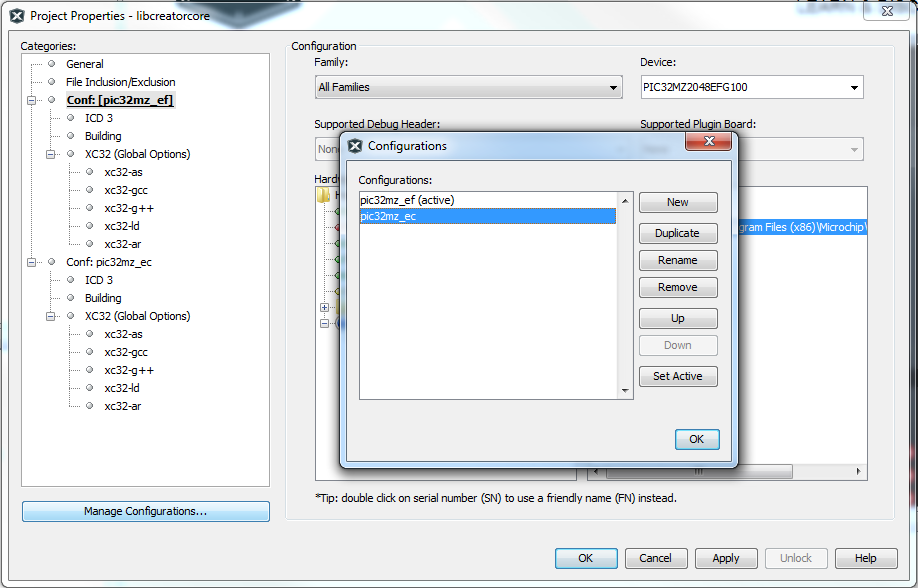 Project Properties - libcreatorcore
Categories:
General
File Inclusion/Exclusion
Conf: [pic32mz_ef]
ICD 3
Building
XC32 (Global Options)
xc32-as
xc32-gcc
xc32-g++
xc32-ld
xc32-ar
Conf: pic32mz_ec
ICD 3
Building
XC32 (Global Options)
xc32-as
xc32-gcc
xc32-g++
xc32-ld
xc32-ar
Manage Configurations...
Configuration
Family: Device:
All Families PIC32MZ2048EFG100
Supported Debug Header: Supported Plugin Board:
Configurations
Configurations:
pic32mz_ef (active)
pic32mz_ec
New
Duplicate
Rename
Remove
Up
Down
Set Active
OK
gram Files (x86)\Microchip\
*Tip: double click on serial number (SN) to use a friendly name (FN) instead.
OK Cancel Apply Unlock Help